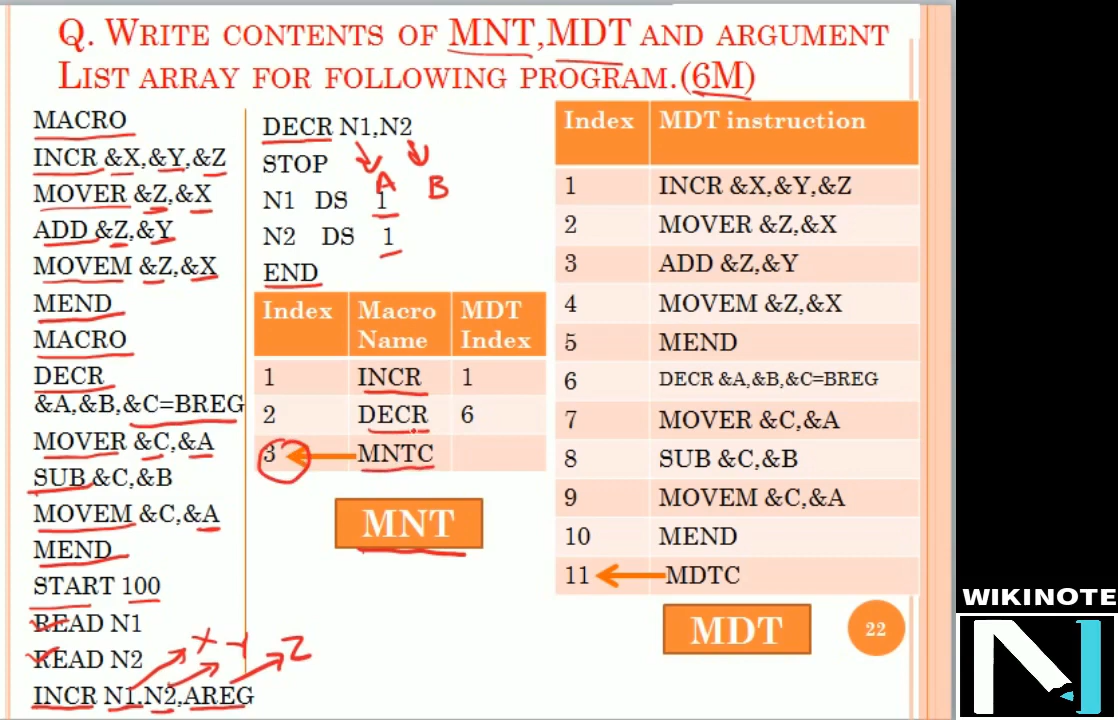 Q. WRITE CONTENTS OF MNT,MDT AND ARGUMENT
LIST ARRAY FOR FOLLOWING PROGRAM.(6M)
MACRO
INCR &X,&Y,&Z
MOVER &Z,&X
ADD &Z,&Y
MOVEM &Z,&X
MEND
MACRO
DECR
&A,&B,&C=BREG
MOVER &C,&A
SUB &C,&B
MOVEM &C,&A
MEND
START 100
READ N1
READ N2
INCR N1,N2,AREG
X Y Z
DECR N1,N2
STOP
A B
N1 DS 1
N2 DS 1
END
Index Macro Name MDT Index
1 INCR 1
2 DECR 6
3 MNTC
MNT
Index MDT instruction
1 INCR &X,&Y,&Z
2 MOVER &Z,&X
3 ADD &Z,&Y
4 MOVEM &Z,&X
5 MEND
6 DECR &A,&B,&C=BREG
7 MOVER &C,&A
8 SUB &C,&B
9 MOVEM &C,&A
10 MEND
11 MDTC
MDT
22
WIKINOTE
N